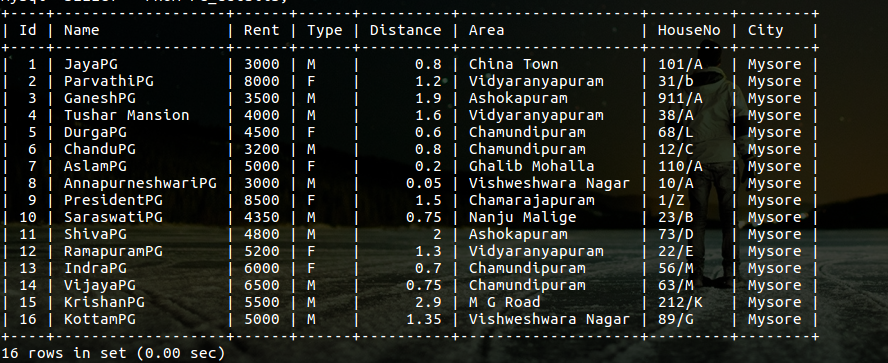 +----+-------------------+------+------+----------+-------------------+---------+--------+
| Id | Name              | Rent | Type | Distance | Area              | HouseNo | City   |
+----+-------------------+------+------+----------+-------------------+---------+--------+
|  1 | JayaPG            | 3000 | M    |      0.8 | China Town        | 101/A   | Mysore |
|  2 | ParvathiPG        | 8000 | F    |      1.2 | Vidyaranyapuram   | 31/b    | Mysore |
|  3 | GaneshPG          | 3500 | M    |      1.9 | Ashokapuram       | 911/A   | Mysore |
|  4 | Tushar Mansion    | 4000 | M    |      1.6 | Vidyaranyapuram   | 38/A    | Mysore |
|  5 | DurgaPG           | 4500 | F    |      0.6 | Chamundipuram     | 68/L    | Mysore |
|  6 | ChanduPG          | 3200 | M    |      0.8 | Chamundipuram     | 12/C    | Mysore |
|  7 | AslamPG           | 5000 | F    |      0.2 | Ghalib Mohalla    | 110/A   | Mysore |
|  8 | AnnapurneshwariPG | 3000 | M    |     0.05 | Vishweshwara Nagar | 10/A    | Mysore |
|  9 | PresidentPG       | 8500 | F    |      1.5 | Chamarajapuram    | 1/Z     | Mysore |
| 10 | SaraswatiPG       | 4350 | M    |     0.75 | Nanju Malige      | 23/B    | Mysore |
| 11 | ShivaPG           | 4800 | M    |        2 | Ashokapuram       | 73/D    | Mysore |
| 12 | RamapuramPG       | 5200 | F    |      1.3 | Vidyaranyapuram   | 22/E    | Mysore |
| 13 | IndraPG           | 6000 | F    |      0.7 | Chamundipuram     | 56/M    | Mysore |
| 14 | VijayaPG          | 6500 | M    |     0.75 | Chamundipuram     | 63/M    | Mysore |
| 15 | KrishanPG         | 5500 | M    |      2.9 | M G Road          | 212/K   | Mysore |
| 16 | KottamPG          | 5000 | M    |     1.35 | Vishweshwara Nagar | 89/G    | Mysore |
+----+-------------------+------+------+----------+-------------------+---------+--------+
16 rows in set (0.00 sec)